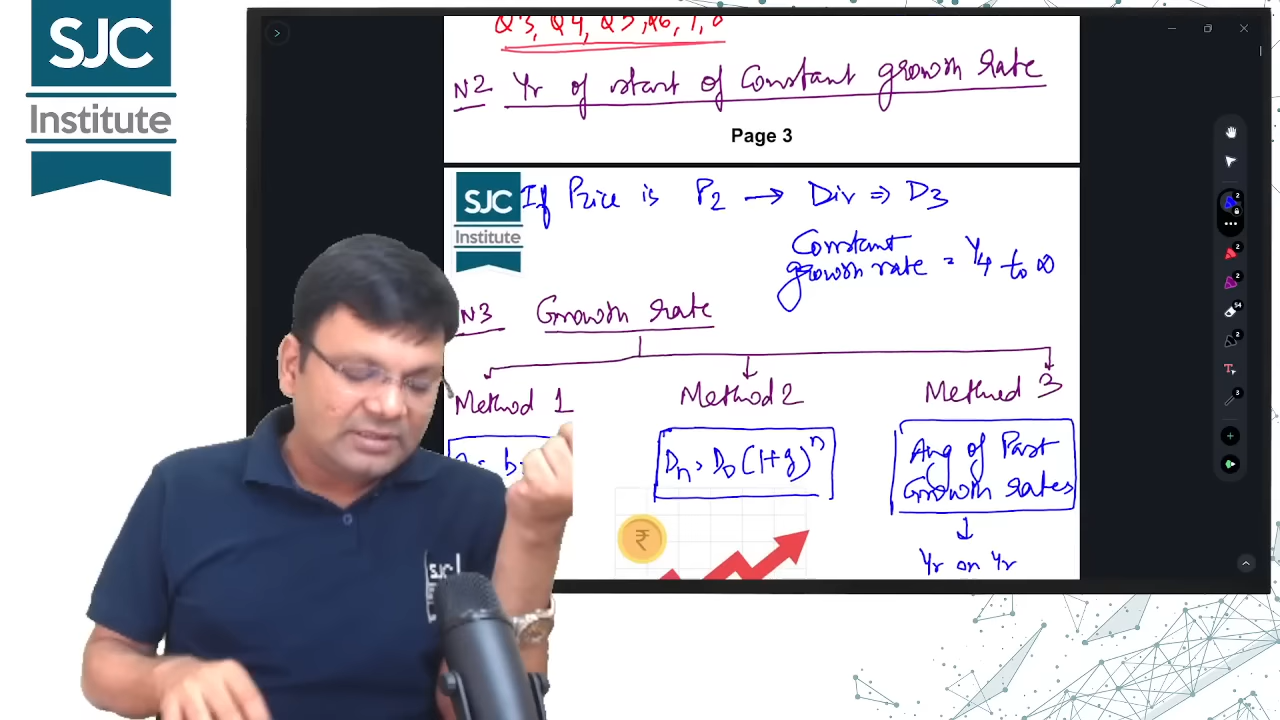 SJC
Institute
Q3, Q4, Q5, Q6, 7, 8
N2 Yr of start of Constant growth rate
Page 3
SJC
Institute
If Price is P2 → Div ⇒ D3
Constant
growth rate = Y4 to ∞
N3 Growth rate
Method 1 Method 2 Method 3
Dn = D0 (1+g)^n
Avg of Past
Growth rates
↓
Yr on Yr
₹
SJC